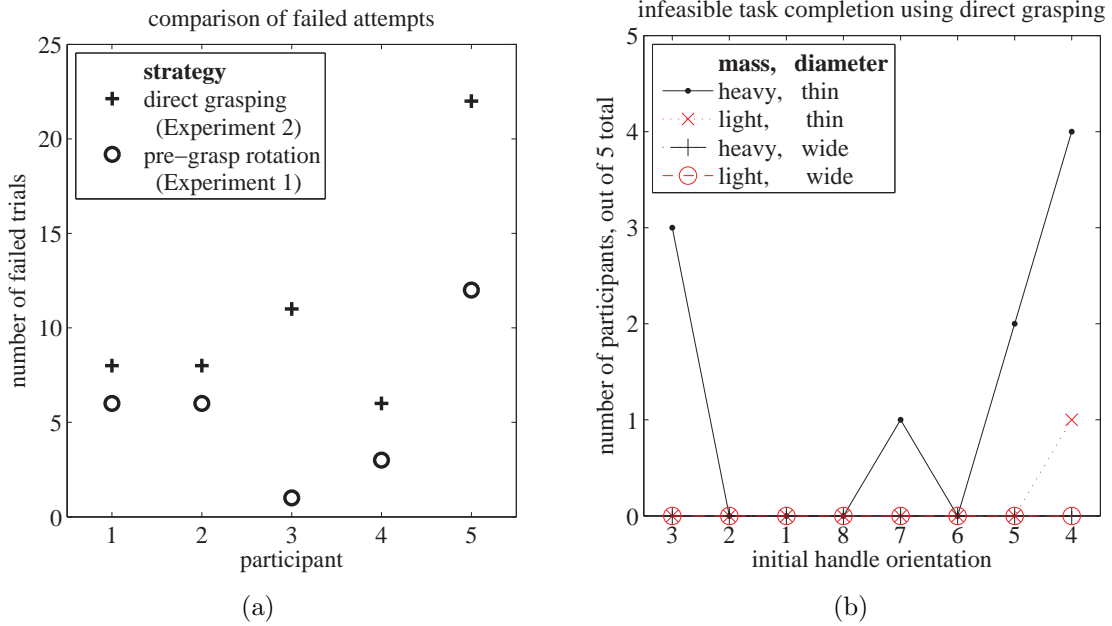 comparison of failed attempts
25
20
15
10
5
0
number of failed trials
strategy
direct grasping
(Experiment 2)
pre-grasp rotation
(Experiment 1)
1 2 3 4 5
participant
(a)
infeasible task completion using direct grasping
5
4
3
2
1
0
number of participants, out of 5 total
mass, diameter
heavy, thin
light, thin
heavy, wide
light, wide
3 2 1 8 7 6 5 4
initial handle orientation
(b)